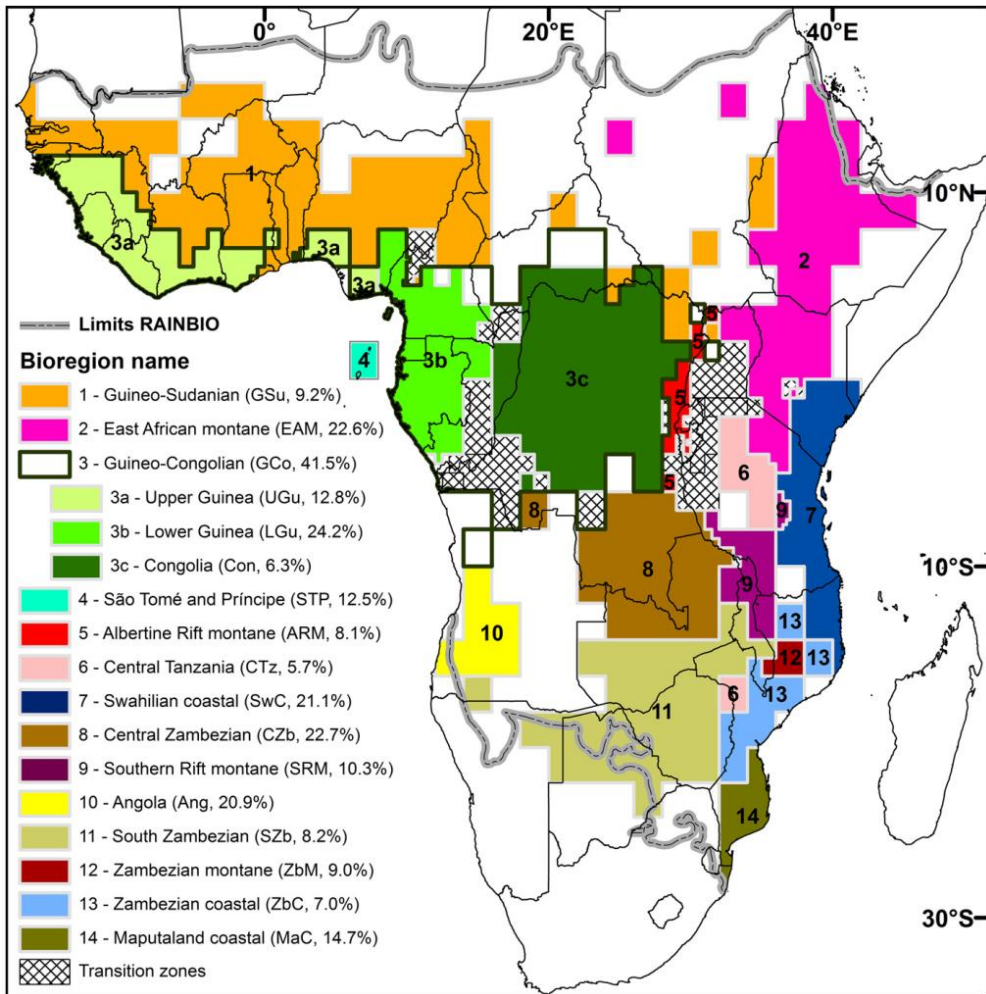 0° 20°E 40°E
10°N
1
3a 3a
2
3a
5
Limits RAINBIO
5
4 3b 3c
Bioregion name
5
1 - Guineo-Sudanian (GSu, 9.2%)
2 - East African montane (EAM, 22.6%)
6
3 - Guineo-Congolian (GCo, 41.5%)
5
3a - Upper Guinea (UGu, 12.8%)
8 9 7
3b - Lower Guinea (LGu, 24.2%)
8 10°S
3c - Congolia (Con, 6.3%)
9
4 - São Tomé and Príncipe (STP, 12.5%)
13
5 - Albertine Rift montane (ARM, 8.1%)
10
12 13
6 - Central Tanzania (CTz, 5.7%)
6 13
7 - Swahilian coastal (SwC, 21.1%)
11
8 - Central Zambezian (CZb, 22.7%)
9 - Southern Rift montane (SRM, 10.3%)
10 - Angola (Ang, 20.9%)
14
11 - South Zambezian (SZb, 8.2%)
12 - Zambezian montane (ZbM, 9.0%)
13 - Zambezian coastal (ZbC, 7.0%)
30°S
14 - Maputaland coastal (MaC, 14.7%)
Transition zones